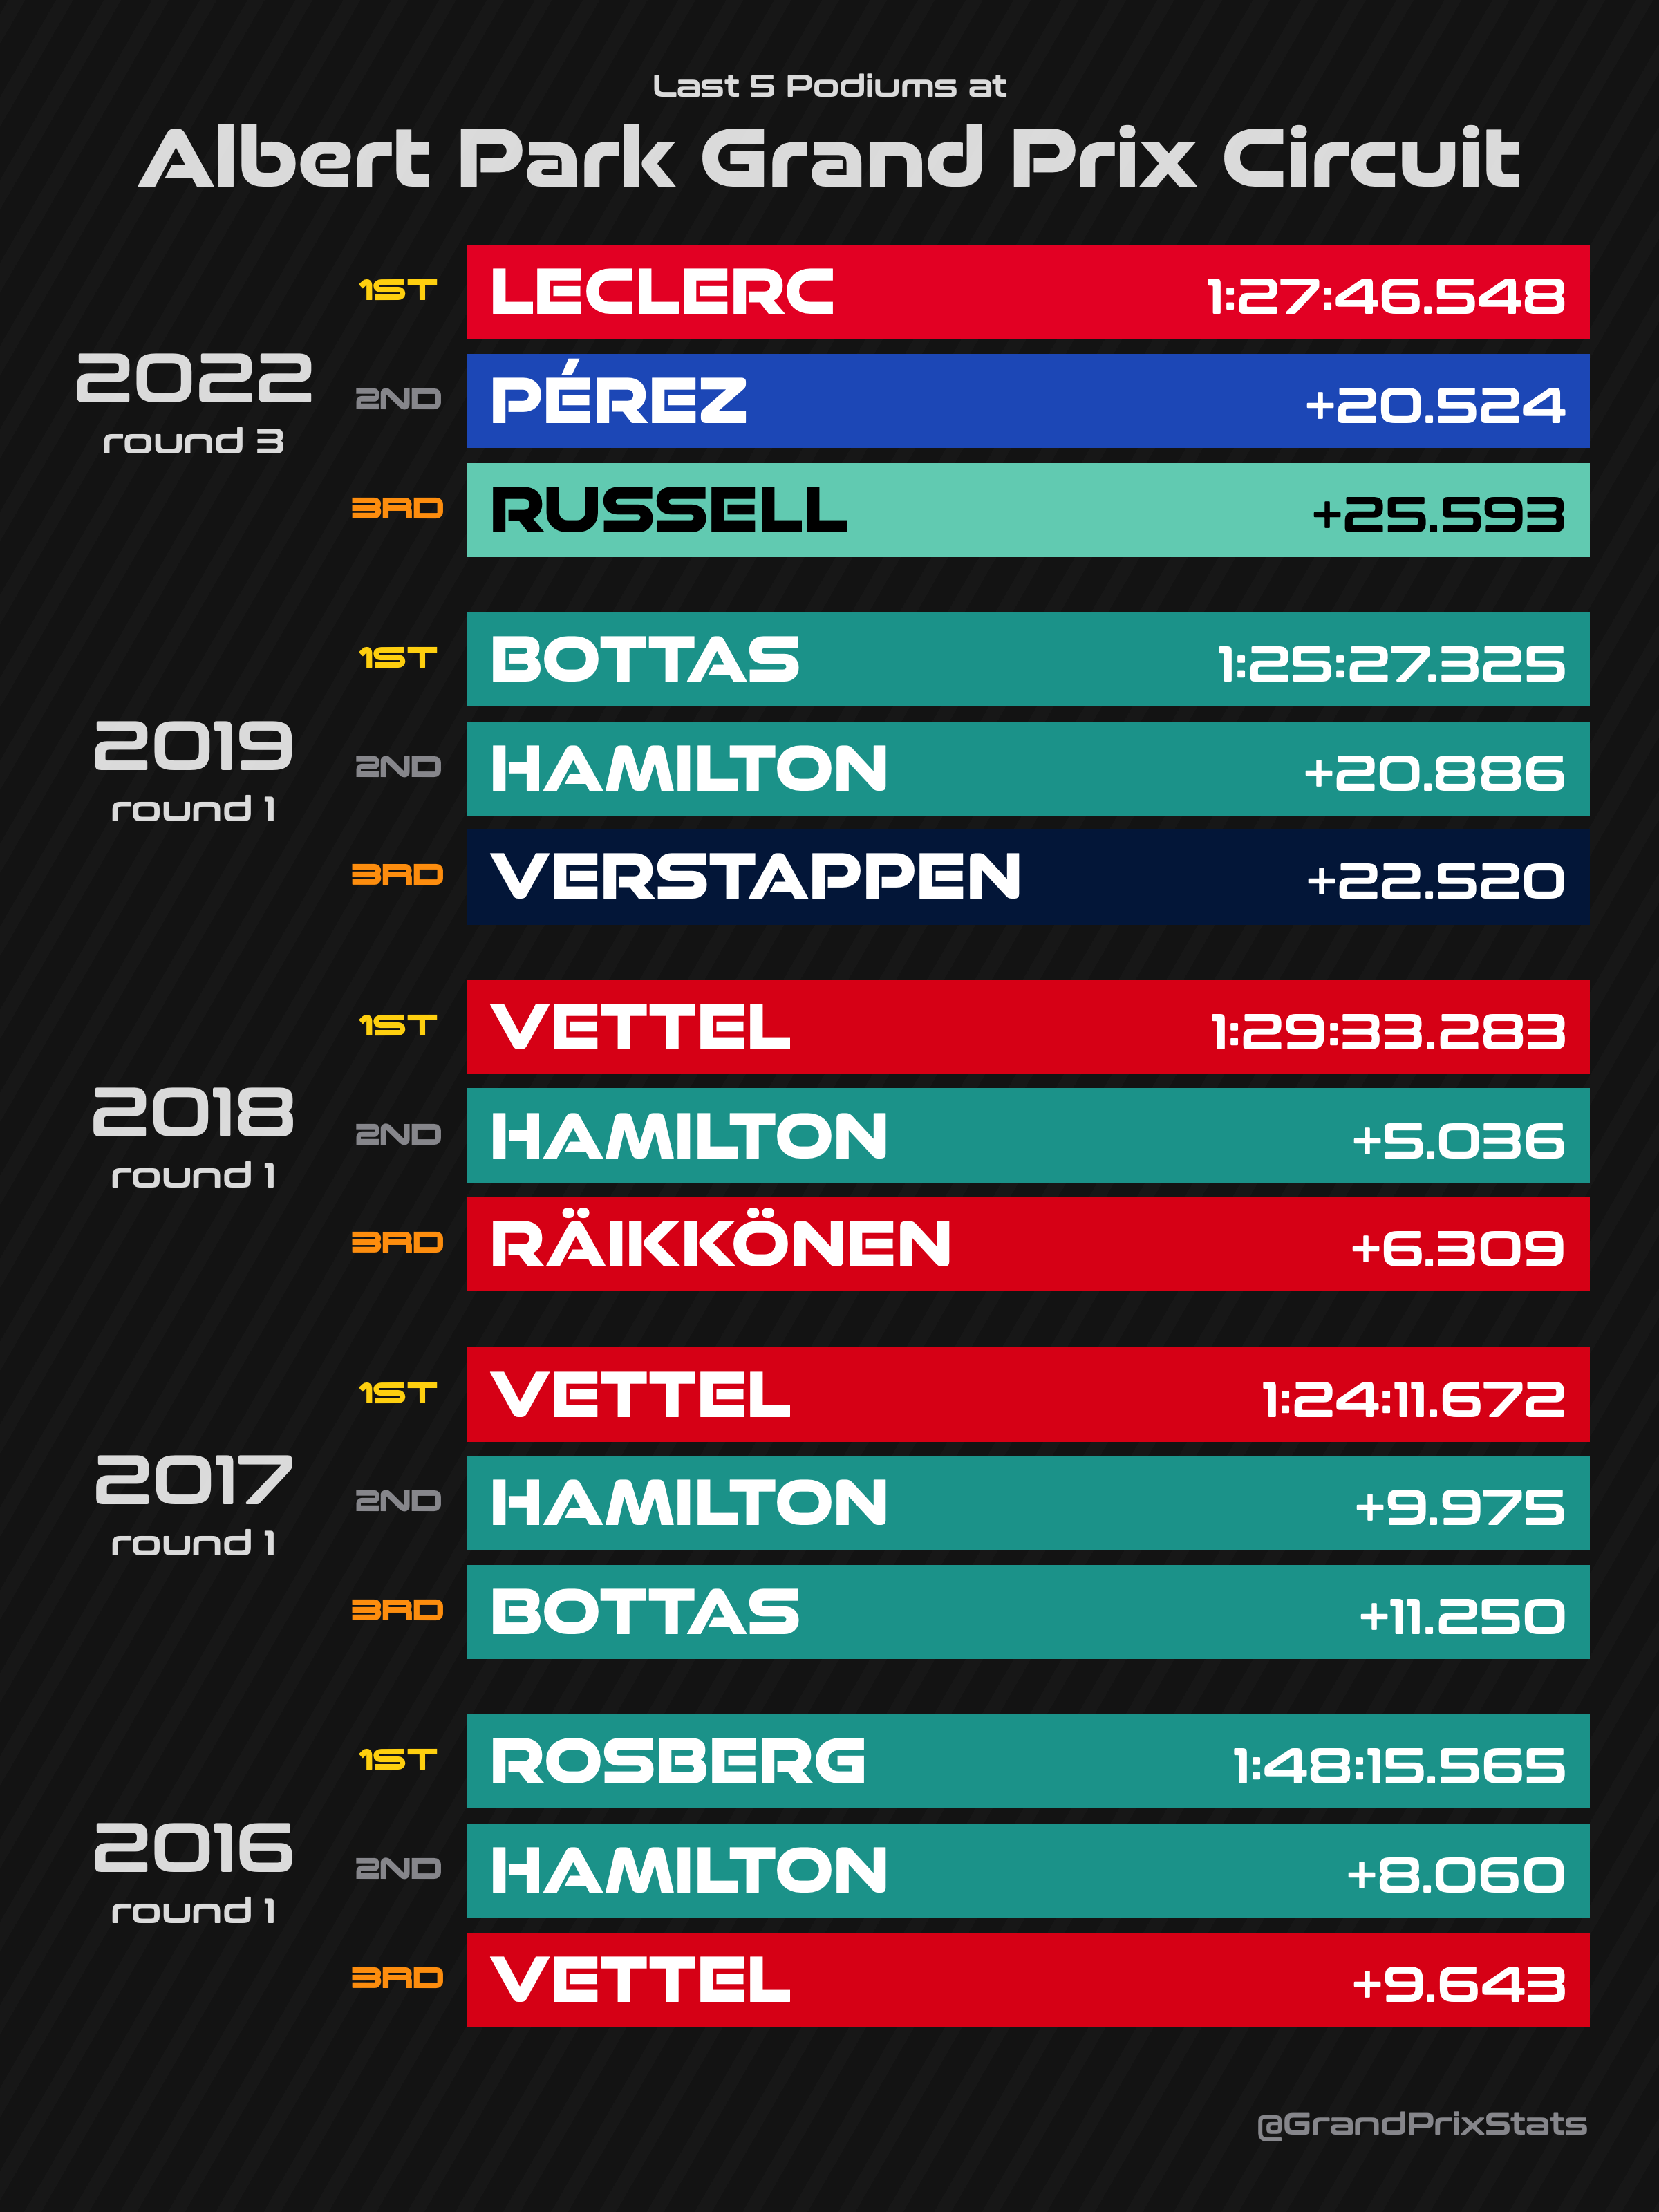 Last 5 Podiums at
Albert Park Grand Prix Circuit
2022
round 3
1ST LECLERC 1:27:46.548
2ND PÉREZ +20.524
3RD RUSSELL +25.593
2019
round 1
1ST BOTTAS 1:25:27.325
2ND HAMILTON +20.886
3RD VERSTAPPEN +22.520
2018
round 1
1ST VETTEL 1:29:33.283
2ND HAMILTON +5.036
3RD RÄIKKÖNEN +6.309
2017
round 1
1ST VETTEL 1:24:11.672
2ND HAMILTON +9.975
3RD BOTTAS +11.250
2016
round 1
1ST ROSBERG 1:48:15.565
2ND HAMILTON +8.060
3RD VETTEL +9.643
@GrandPrixStats